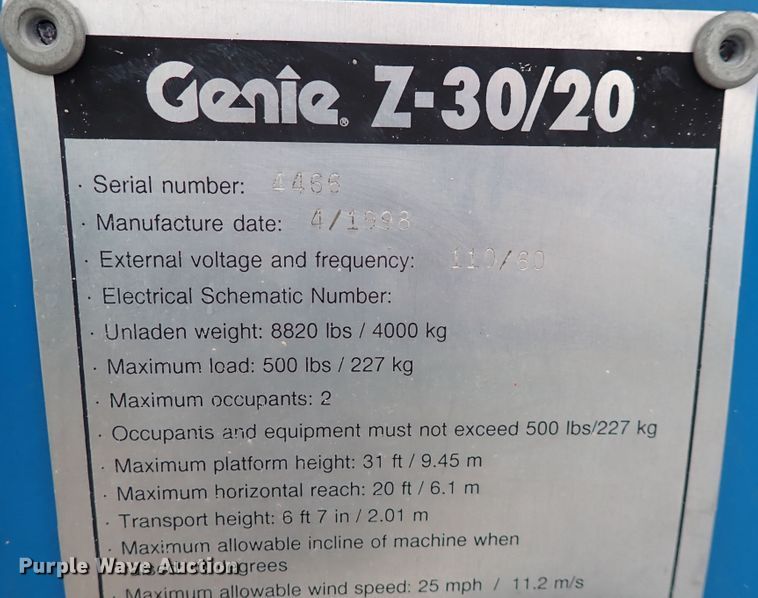 Genie Z-30/20
· Serial number: 4466
· Manufacture date: 4/1998
· External voltage and frequency: 110/60
· Electrical Schematic Number:
· Unladen weight: 8820 lbs / 4000 kg
· Maximum load: 500 lbs / 227 kg
· Maximum occupants: 2
· Occupants and equipment must not exceed 500 lbs/227 kg
· Maximum platform height: 31 ft / 9.45 m
· Maximum horizontal reach: 20 ft / 6.1 m
· Transport height: 6 ft 7 in / 2.01 m
· Maximum allowable incline of machine when
Purple Wave Auction
· Maximum allowable wind speed: 25 mph / 11.2 m/s